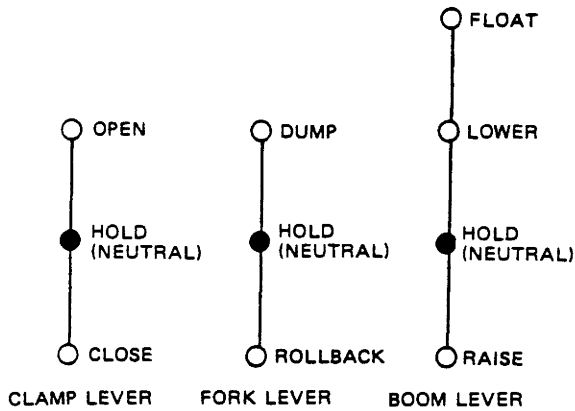 FLOAT
OPEN
DUMP
LOWER
HOLD
(NEUTRAL)
HOLD
(NEUTRAL)
HOLD
(NEUTRAL)
CLOSE
ROLLBACK
RAISE
CLAMP LEVER
FORK LEVER
BOOM LEVER